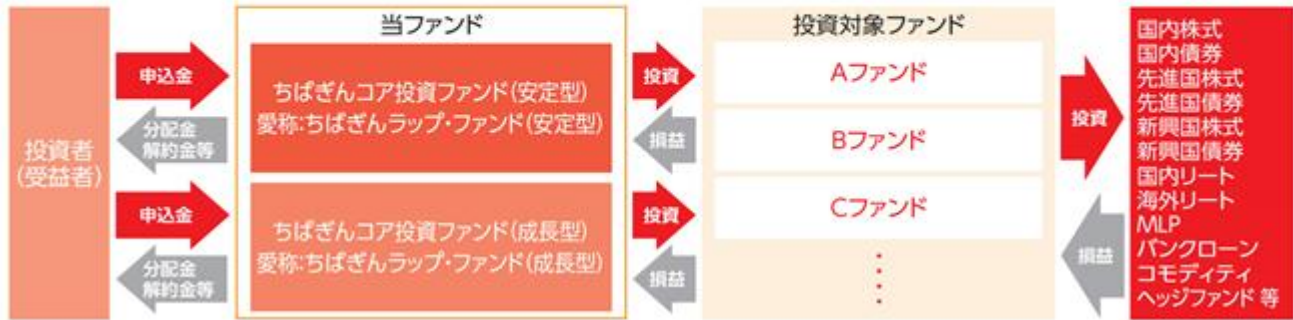 投資者
(受益者)
申込金
分配金
解約金等
申込金
分配金
解約金等
当ファンド
ちばぎんコア投資ファンド(安定型)
愛称:ちばぎんラップ・ファンド(安定型)
ちばぎんコア投資ファンド(成長型)
愛称:ちばぎんラップ・ファンド(成長型)
投資
損益
投資
損益
投資対象ファンド
Aファンド
Bファンド
Cファンド
投資
損益
国内株式
国内債券
先進国株式
先進国債券
新興国株式
新興国債券
国内リート
海外リート
MLP
バンクローン
コモディティ
ヘッジファンド 等